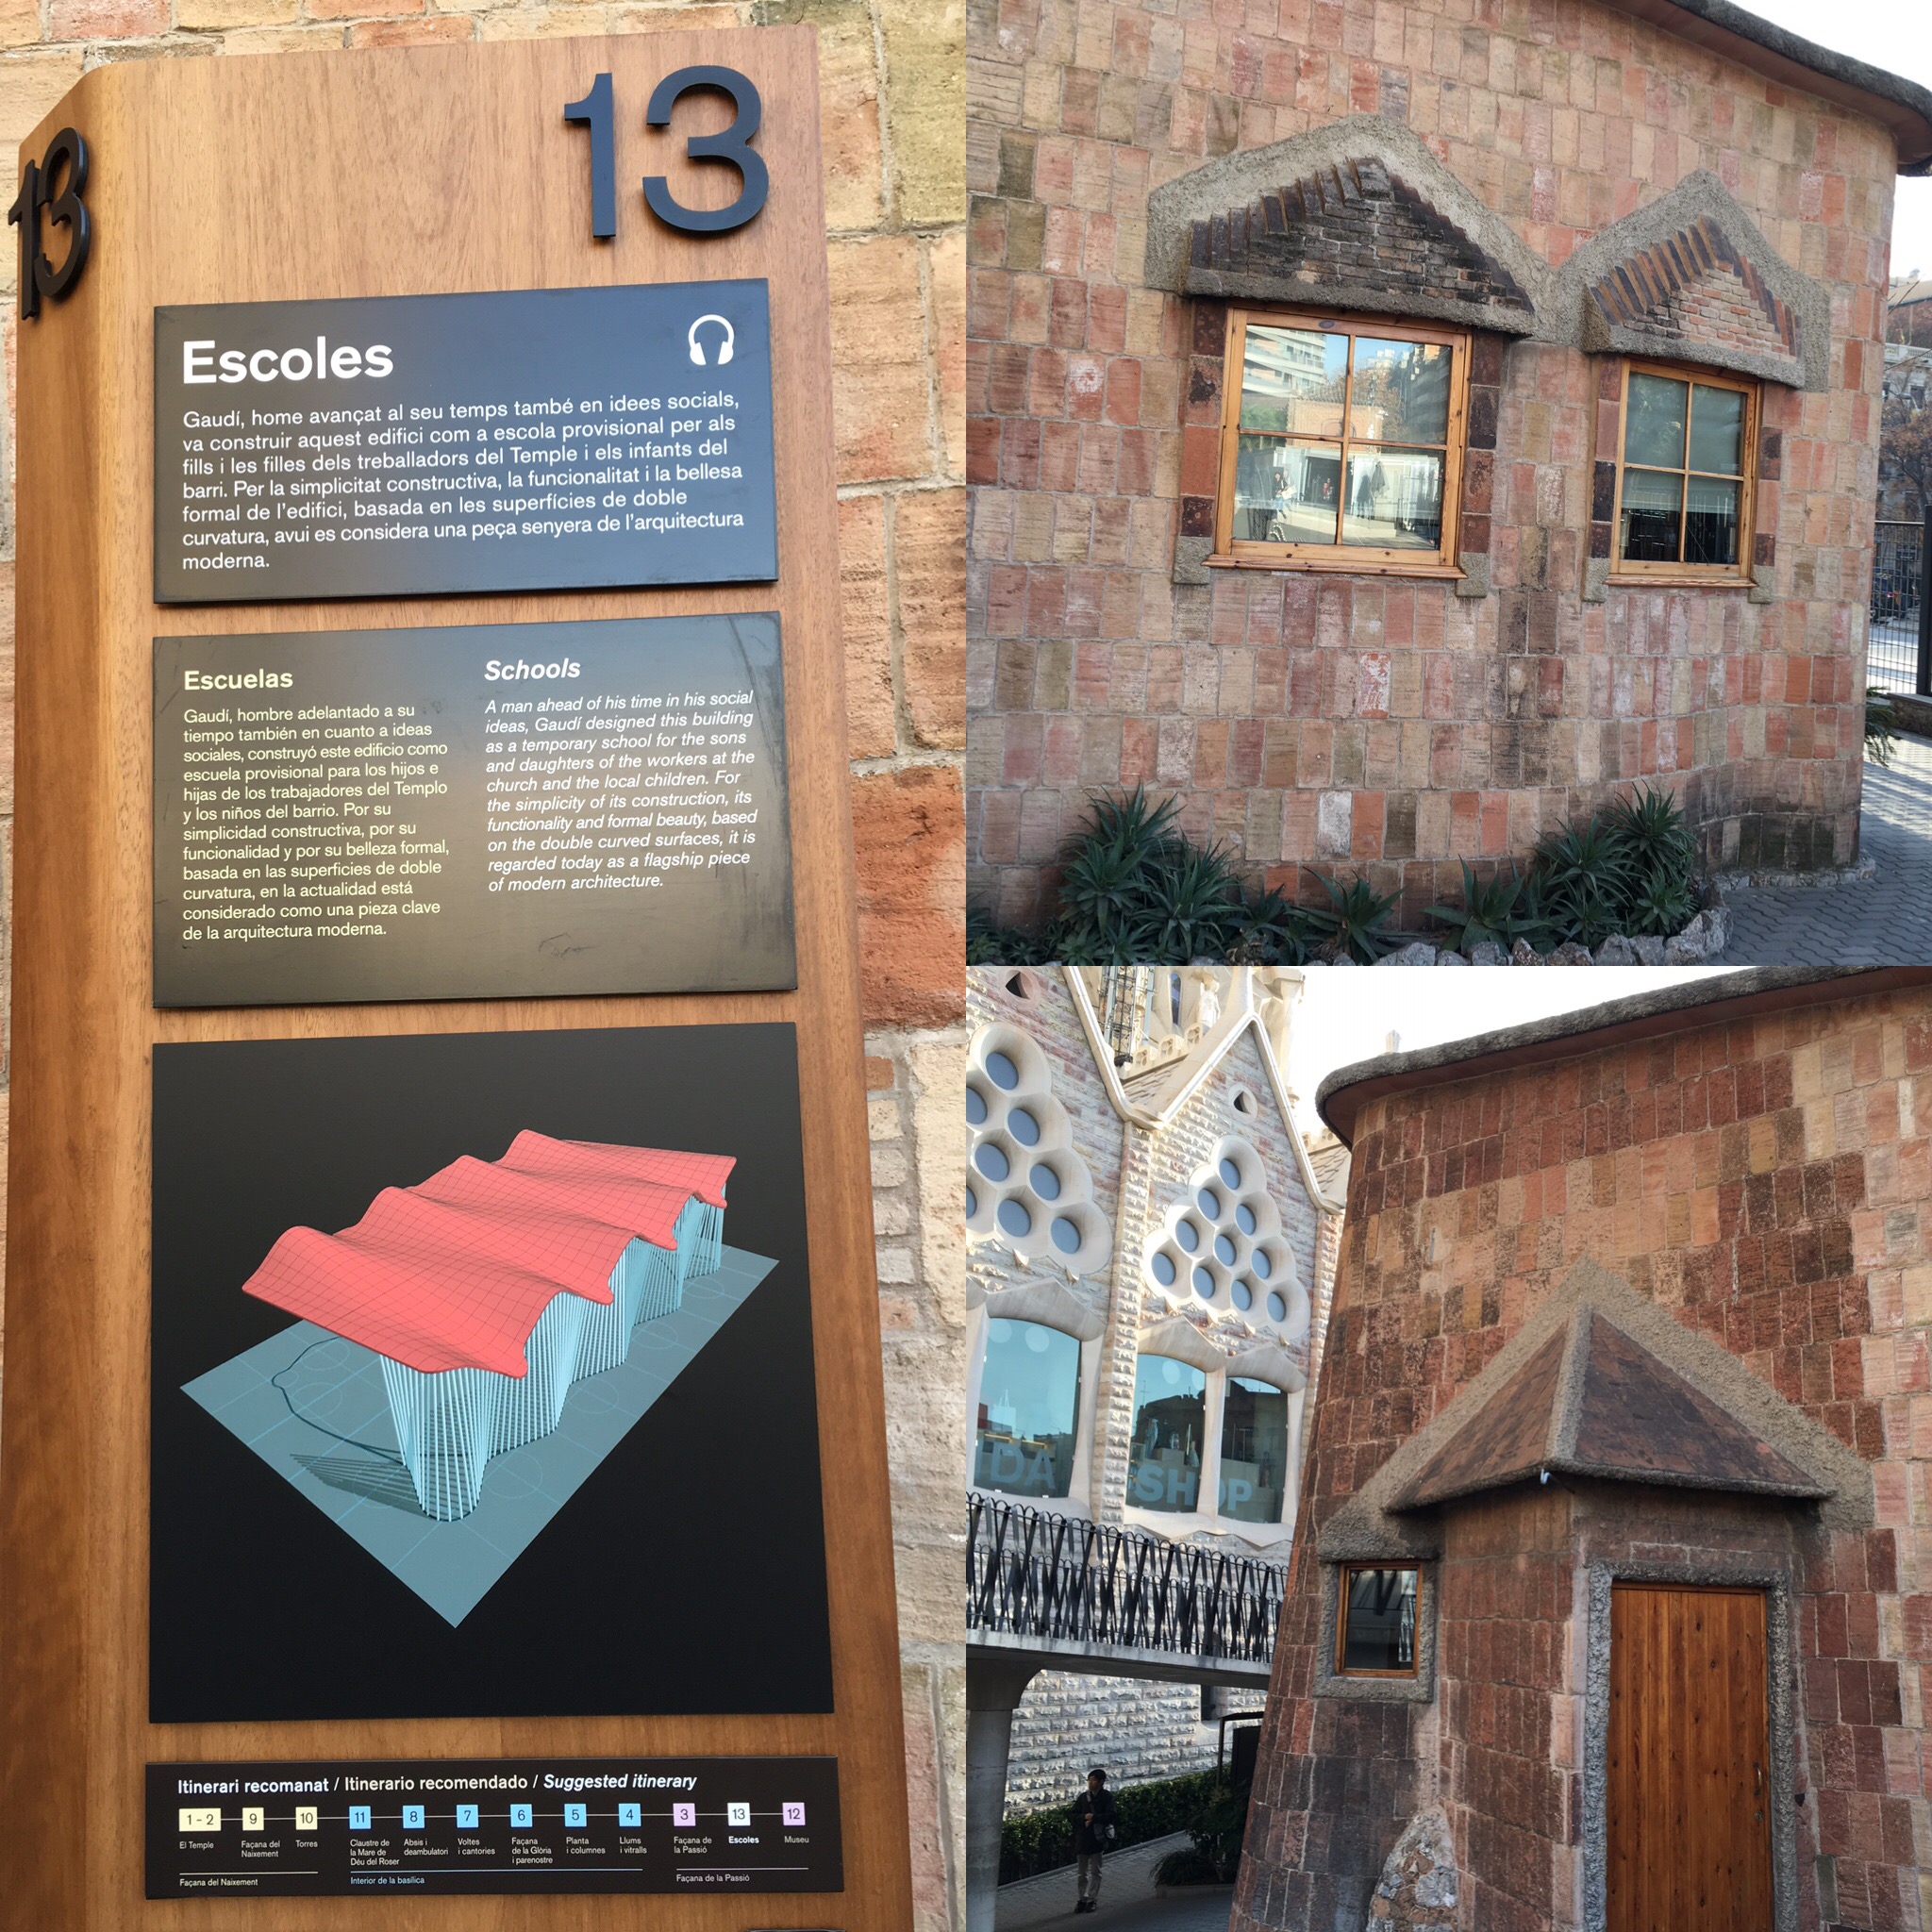 13
13
Escoles
Gaudí, home avançat al seu temps també en idees socials,
va construir aquest edifici com a escola provisional per als
fills i les filles dels treballadors del Temple i els infants del
barri. Per la simplicitat constructiva, la funcionalitat i la bellesa
formal de l'edifici, basada en les superfícies de doble
curvatura, avui es considera una peça senyera de l'arquitectura
moderna.
Escuelas
Gaudí, hombre adelantado a su
tiempo también en cuanto a ideas
sociales, construyó este edificio como
escuela provisional para los hijos e
hijas de los trabajadores del Templo
y los niños del barrio. Por su
simplicidad constructiva, por su
funcionalidad y por su belleza formal,
basada en las superficies de doble
curvatura, en la actualidad está
considerado como una pieza clave
de la arquitectura moderna.
Schools
A man ahead of his time in his social
ideas, Gaudí designed this building
as a temporary school for the sons
and daughters of the workers at the
church and the local children. For
the simplicity of its construction, its
functionality and formal beauty, based
on the double curved surfaces, it is
regarded today as a flagship piece
of modern architecture.
Itinerari recomanat / Itinerario recomendado / Suggested itinerary
1 - 2 9 10 11 8 7 6 5 4 3 13 12
El Temple
Façana del
Naixement
Torres
Claustre de
la Mare de
Déu del Roser
Absis i
deambulatori
Voltes
i cantories
Façana
de la Glòria
i parenostre
Planta
i columnes
Llums
i vitralls
Façana de
la Passió
Escoles
Museu
Façana del Naixement
Interior de la basílica
Façana de la Passió
IDA
SHOP